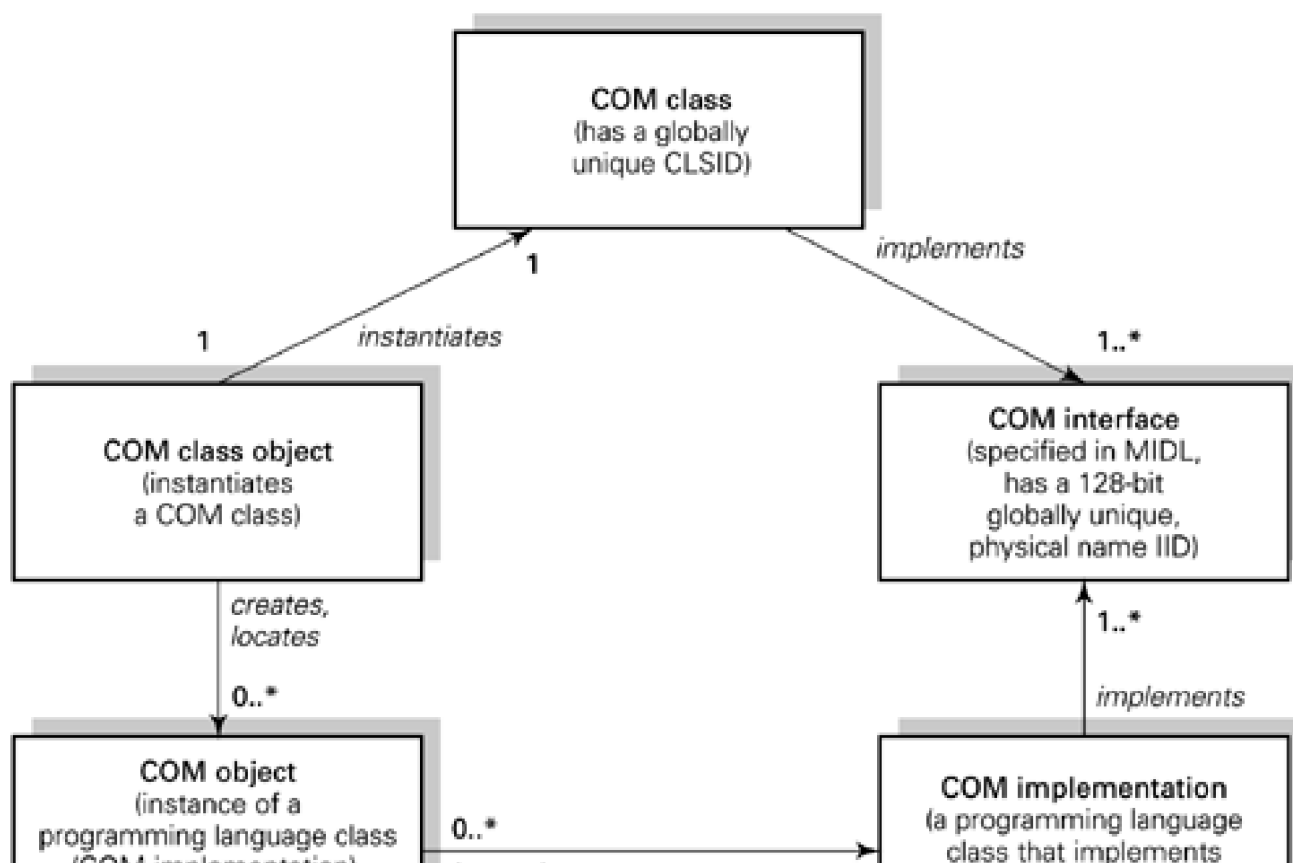 COM class
(has a globally
unique CLSID)
implements
1
instantiates
1
1..*
COM class object
(instantiates
a COM class)
COM interface
(specified in MIDL,
has a 128-bit
globally unique,
physical name IID)
creates,
locates
1..*
0..*
implements
COM object
(instance of a
programming language class
(COM implementation)
COM implementation
(a programming language
class that implements
0..*